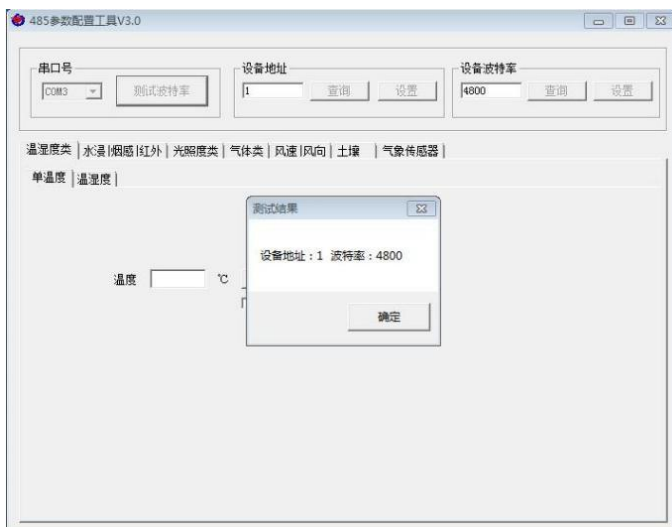 485参数配置工具V3.0
串口号
设备地址
设备波特率
COM3
测试波特率
1
查询
设置
4800
查询
设置
温湿度类 水浸|烟感|红外 光照度类 气体类 风速|风向 土壤 气象传感器
单温度 温湿度
测试结果
设备地址：1 波特率：4800
确定
温度
℃